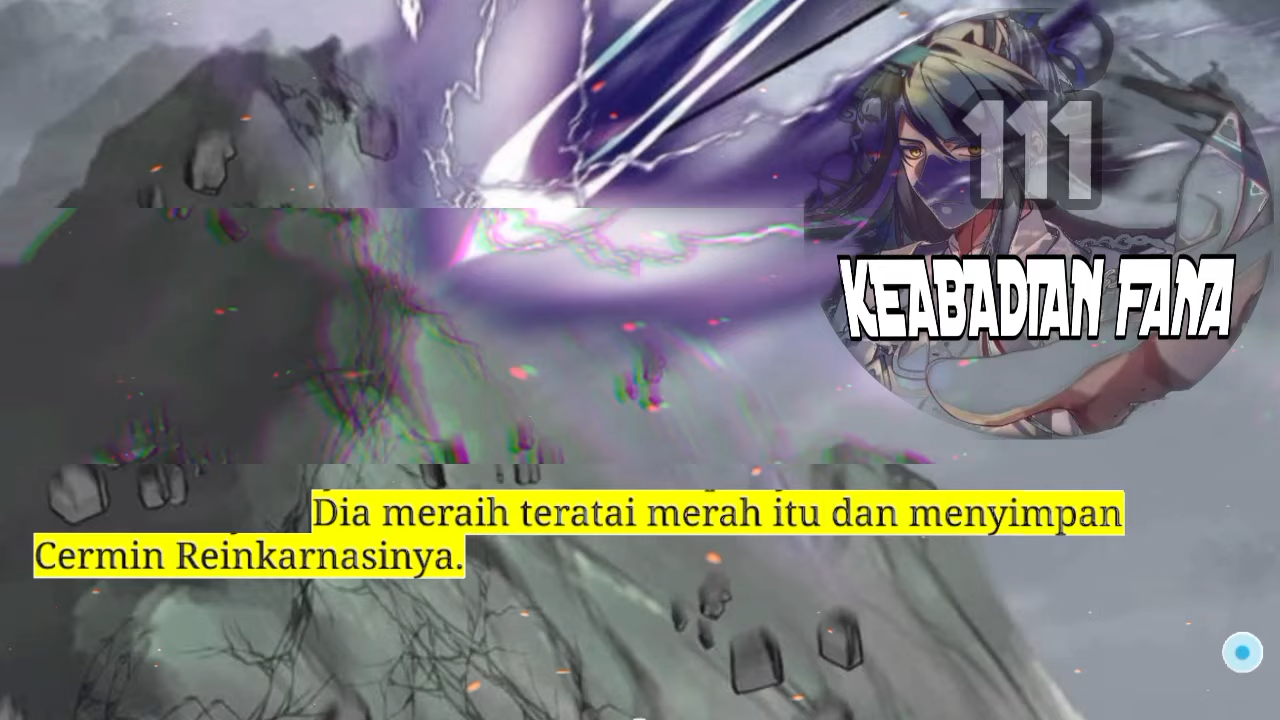 111
KEABADIAN FANA
Dia meraih teratai merah itu dan menyimpan
Cermin Reinkarnasinya.